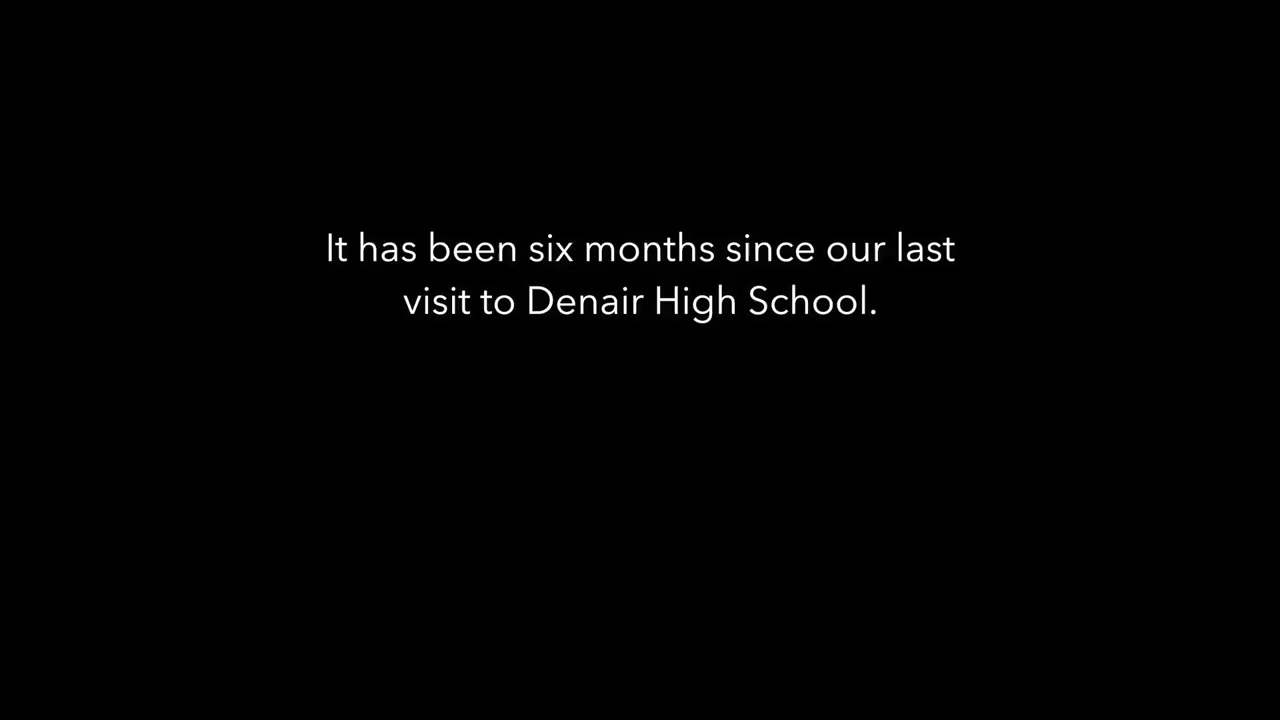 It has been six months since our last
visit to Denair High School.